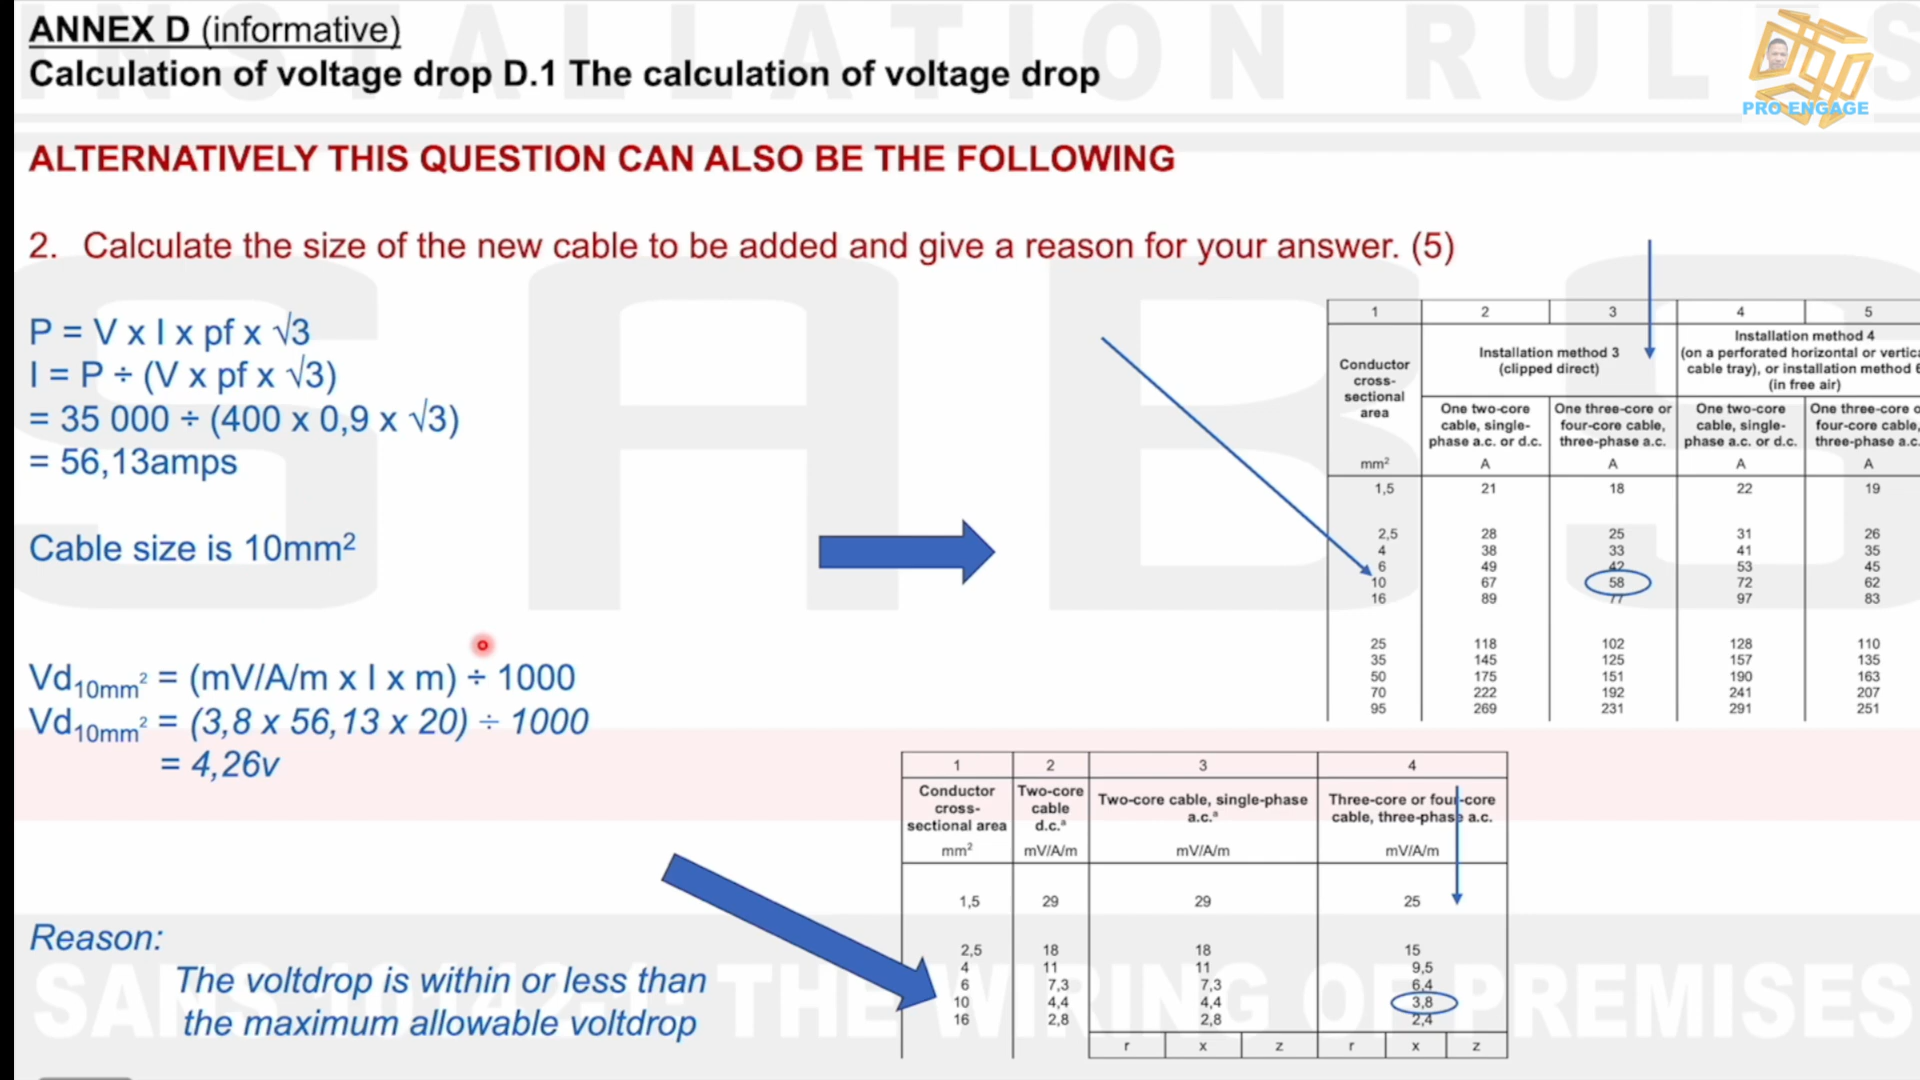 ANNEX D (informative)
Calculation of voltage drop D.1 The calculation of voltage drop
PRO ENGAGE
ALTERNATIVELY THIS QUESTION CAN ALSO BE THE FOLLOWING
2. Calculate the size of the new cable to be added and give a reason for your answer. (5)
P = V x I x pf x √3
I = P ÷ (V x pf x √3)
= 35 000 ÷ (400 x 0,9 x √3)
= 56,13amps
Cable size is 10mm²
Vd10mm² = (mV/A/m x I x m) ÷ 1000
Vd10mm² = (3,8 x 56,13 x 20) ÷ 1000
= 4,26v
Reason:
The voltdrop is within or less than
the maximum allowable voltdrop
1 2 3 4 5
Conductor cross-sectional area
Installation method 3 (clipped direct)
Installation method 4
(on a perforated horizontal or
cable tray), or installation method
(in free air)
One two-core cable, single-phase a.c. or d.c.
One three-core or four-core cable, three-phase a.c.
One two-core cable, single-phase a.c. or d.c.
One three-core four-core cable, three-phase a.c.
mm² A A A A
1,5 21 18 22 19
2,5 28 25 31 26
4 38 33 41 35
6 49 42 53 45
10 67 58 72 62
16 89 77 97 83
25 118 102 128 110
35 145 125 157 135
50 175 151 190 163
70 222 192 241 207
95 269 231 291 251
1 2 3 4
Conductor cross-sectional area
Two-core cable d.c.ª
Two-core cable, single-phase a.c.ª
Three-core or four-core cable, three-phase a.c.
mm² mV/A/m mV/A/m mV/A/m
1,5 29 29 25
2,5 18 18 15
4 11 11 9,5
6 7,3 7,3 6,4
10 4,4 4,4 3,8
16 2,8 2,8 2,4
r x z r x z
INSTALLATION RULES
SABS
SANS 10142-1: THE WIRING OF PREMISES